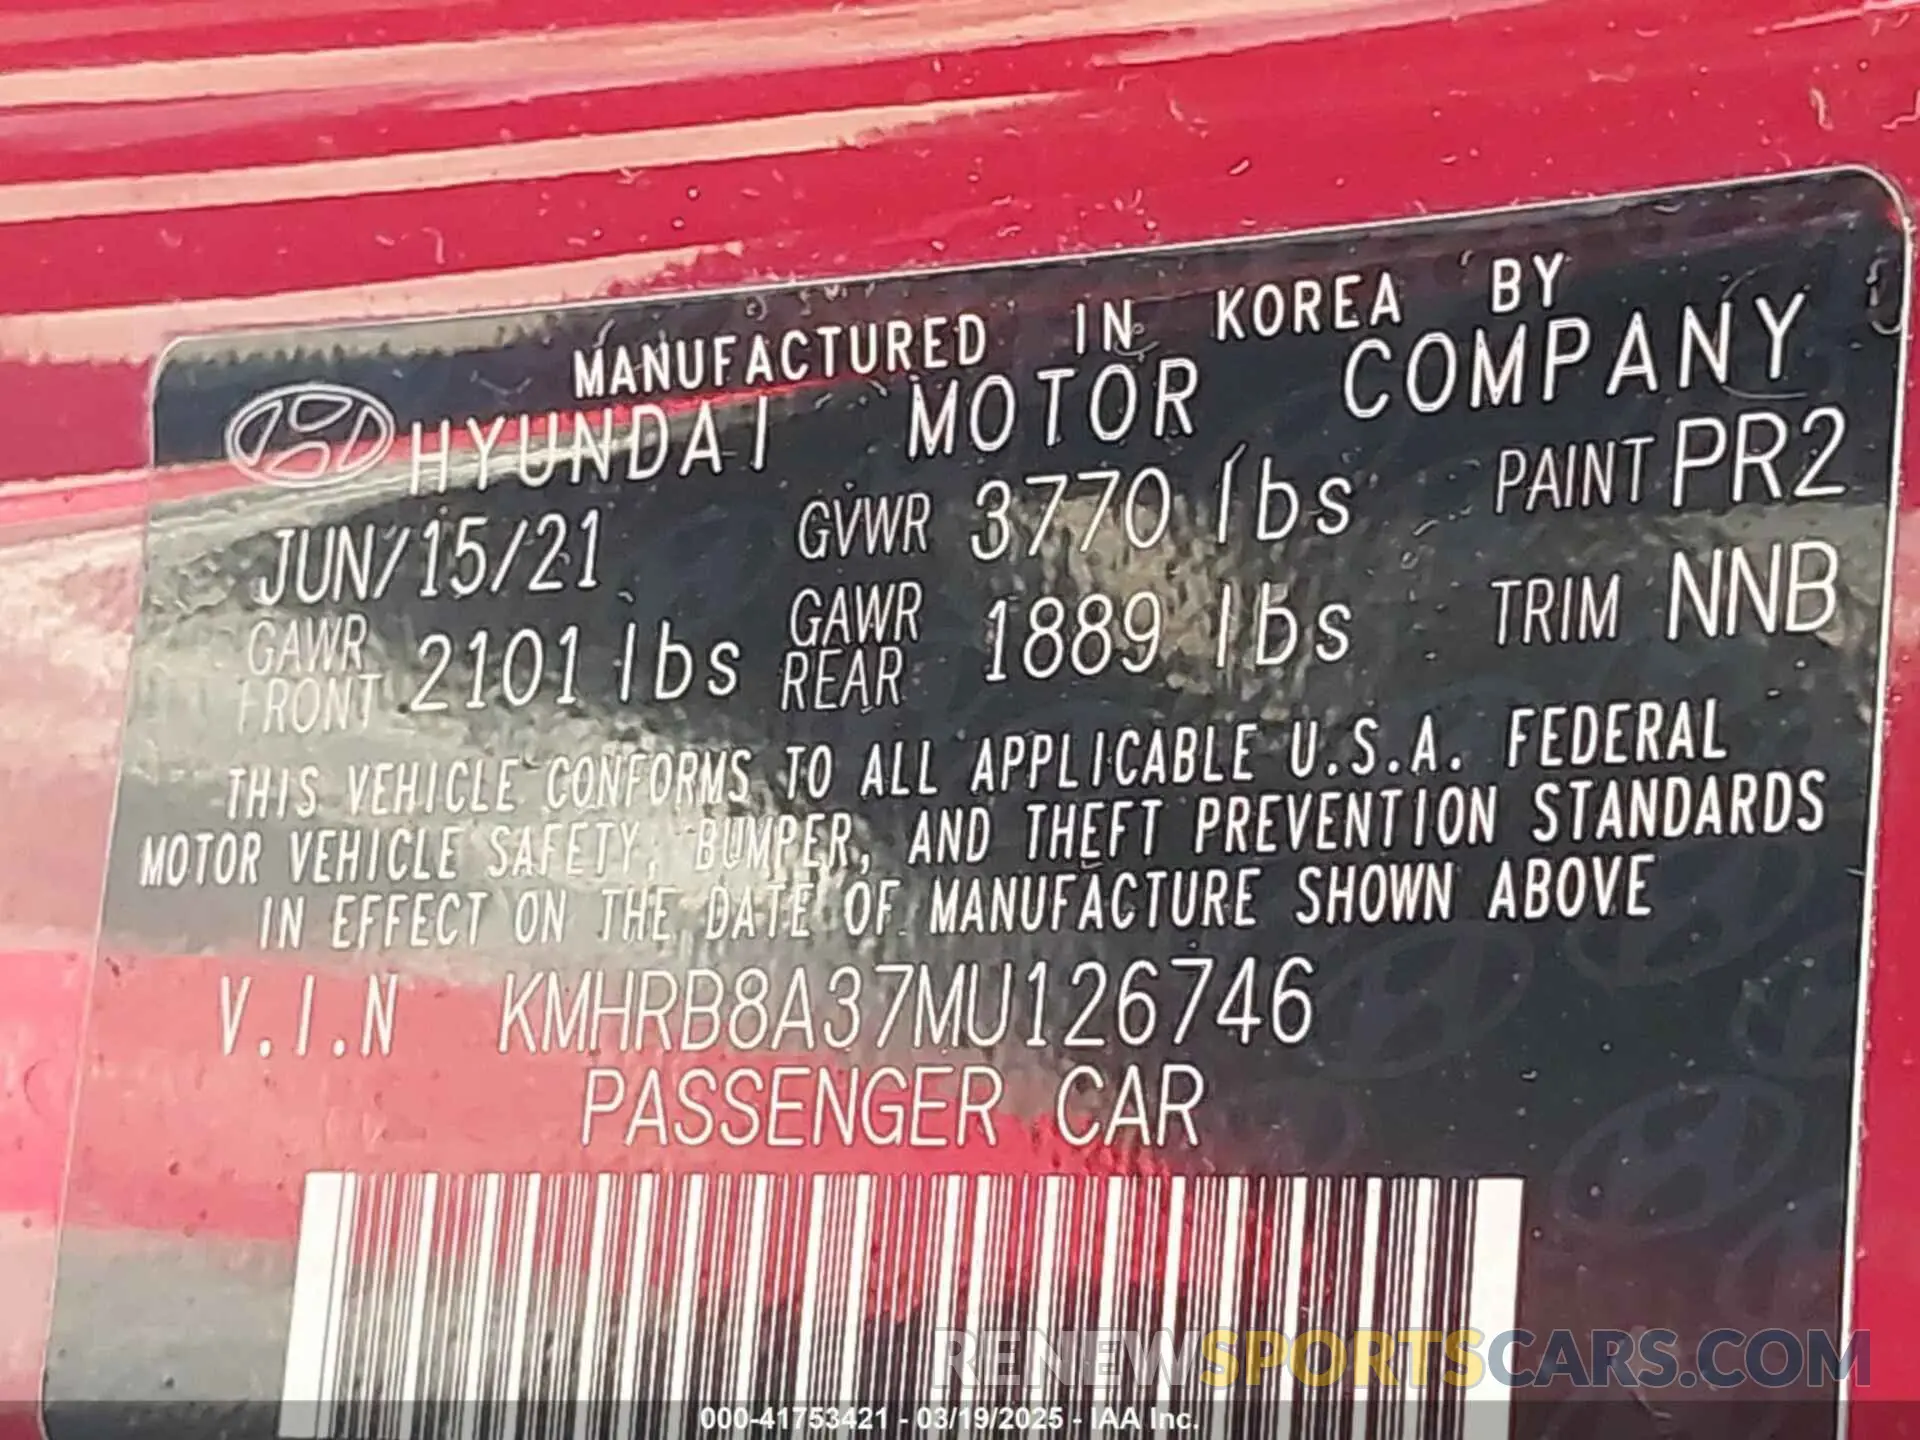 MANUFACTURED IN KOREA BY
HYUNDAI MOTOR COMPANY
JUN/15/21 GVWR 3770 lbs PAINT PR2
GAWR FRONT 2101 lbs GAWR REAR 1889 lbs TRIM NNB
THIS VEHICLE CONFORMS TO ALL APPLICABLE U.S.A. FEDERAL
MOTOR VEHICLE SAFETY, BUMPER, AND THEFT PREVENTION STANDARDS
IN EFFECT ON THE DATE OF MANUFACTURE SHOWN ABOVE
V.I.N KMHRB8A37MU126746
PASSENGER CAR
RENEWSPORTSCARS.COM
000-41753421 - 03/19/2025 - IAA Inc.